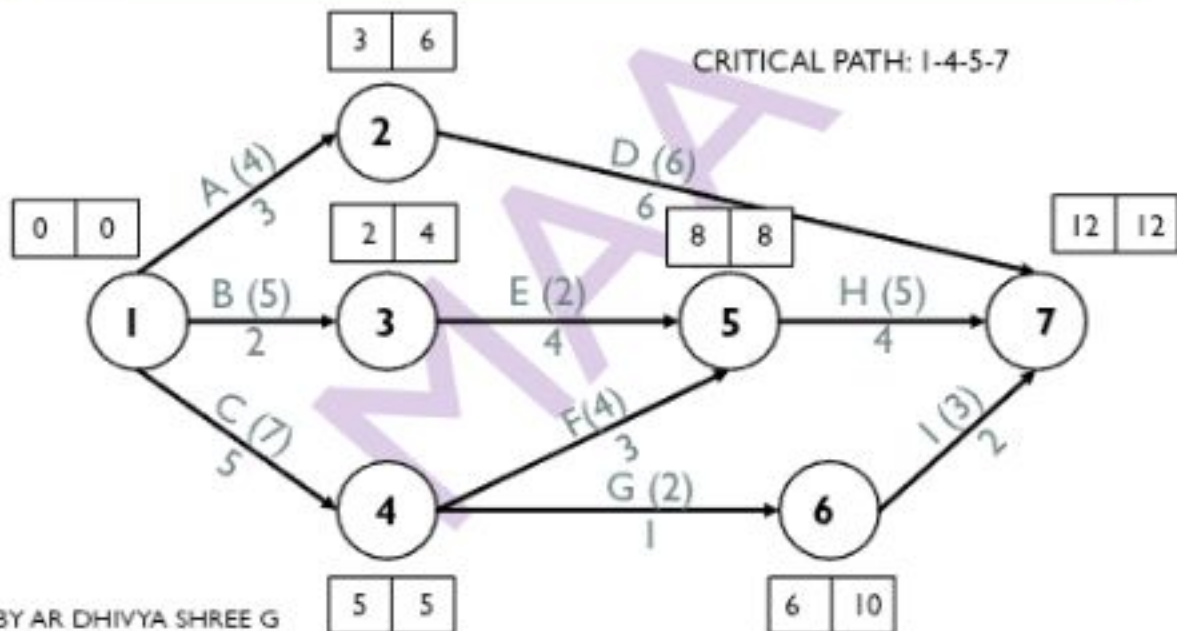 3 6
CRITICAL PATH: 1-4-5-7
2
A (4)
3
D (6)
6
0 0
2 4
8 8
12 12
1
B (5)
2
3
E (2)
4
5
H (5)
4
7
C (7)
5
F(4)
3
I (3)
2
4
G (2)
1
6
BY AR DHIVYA SHREE G
5 5
6 10
MAA